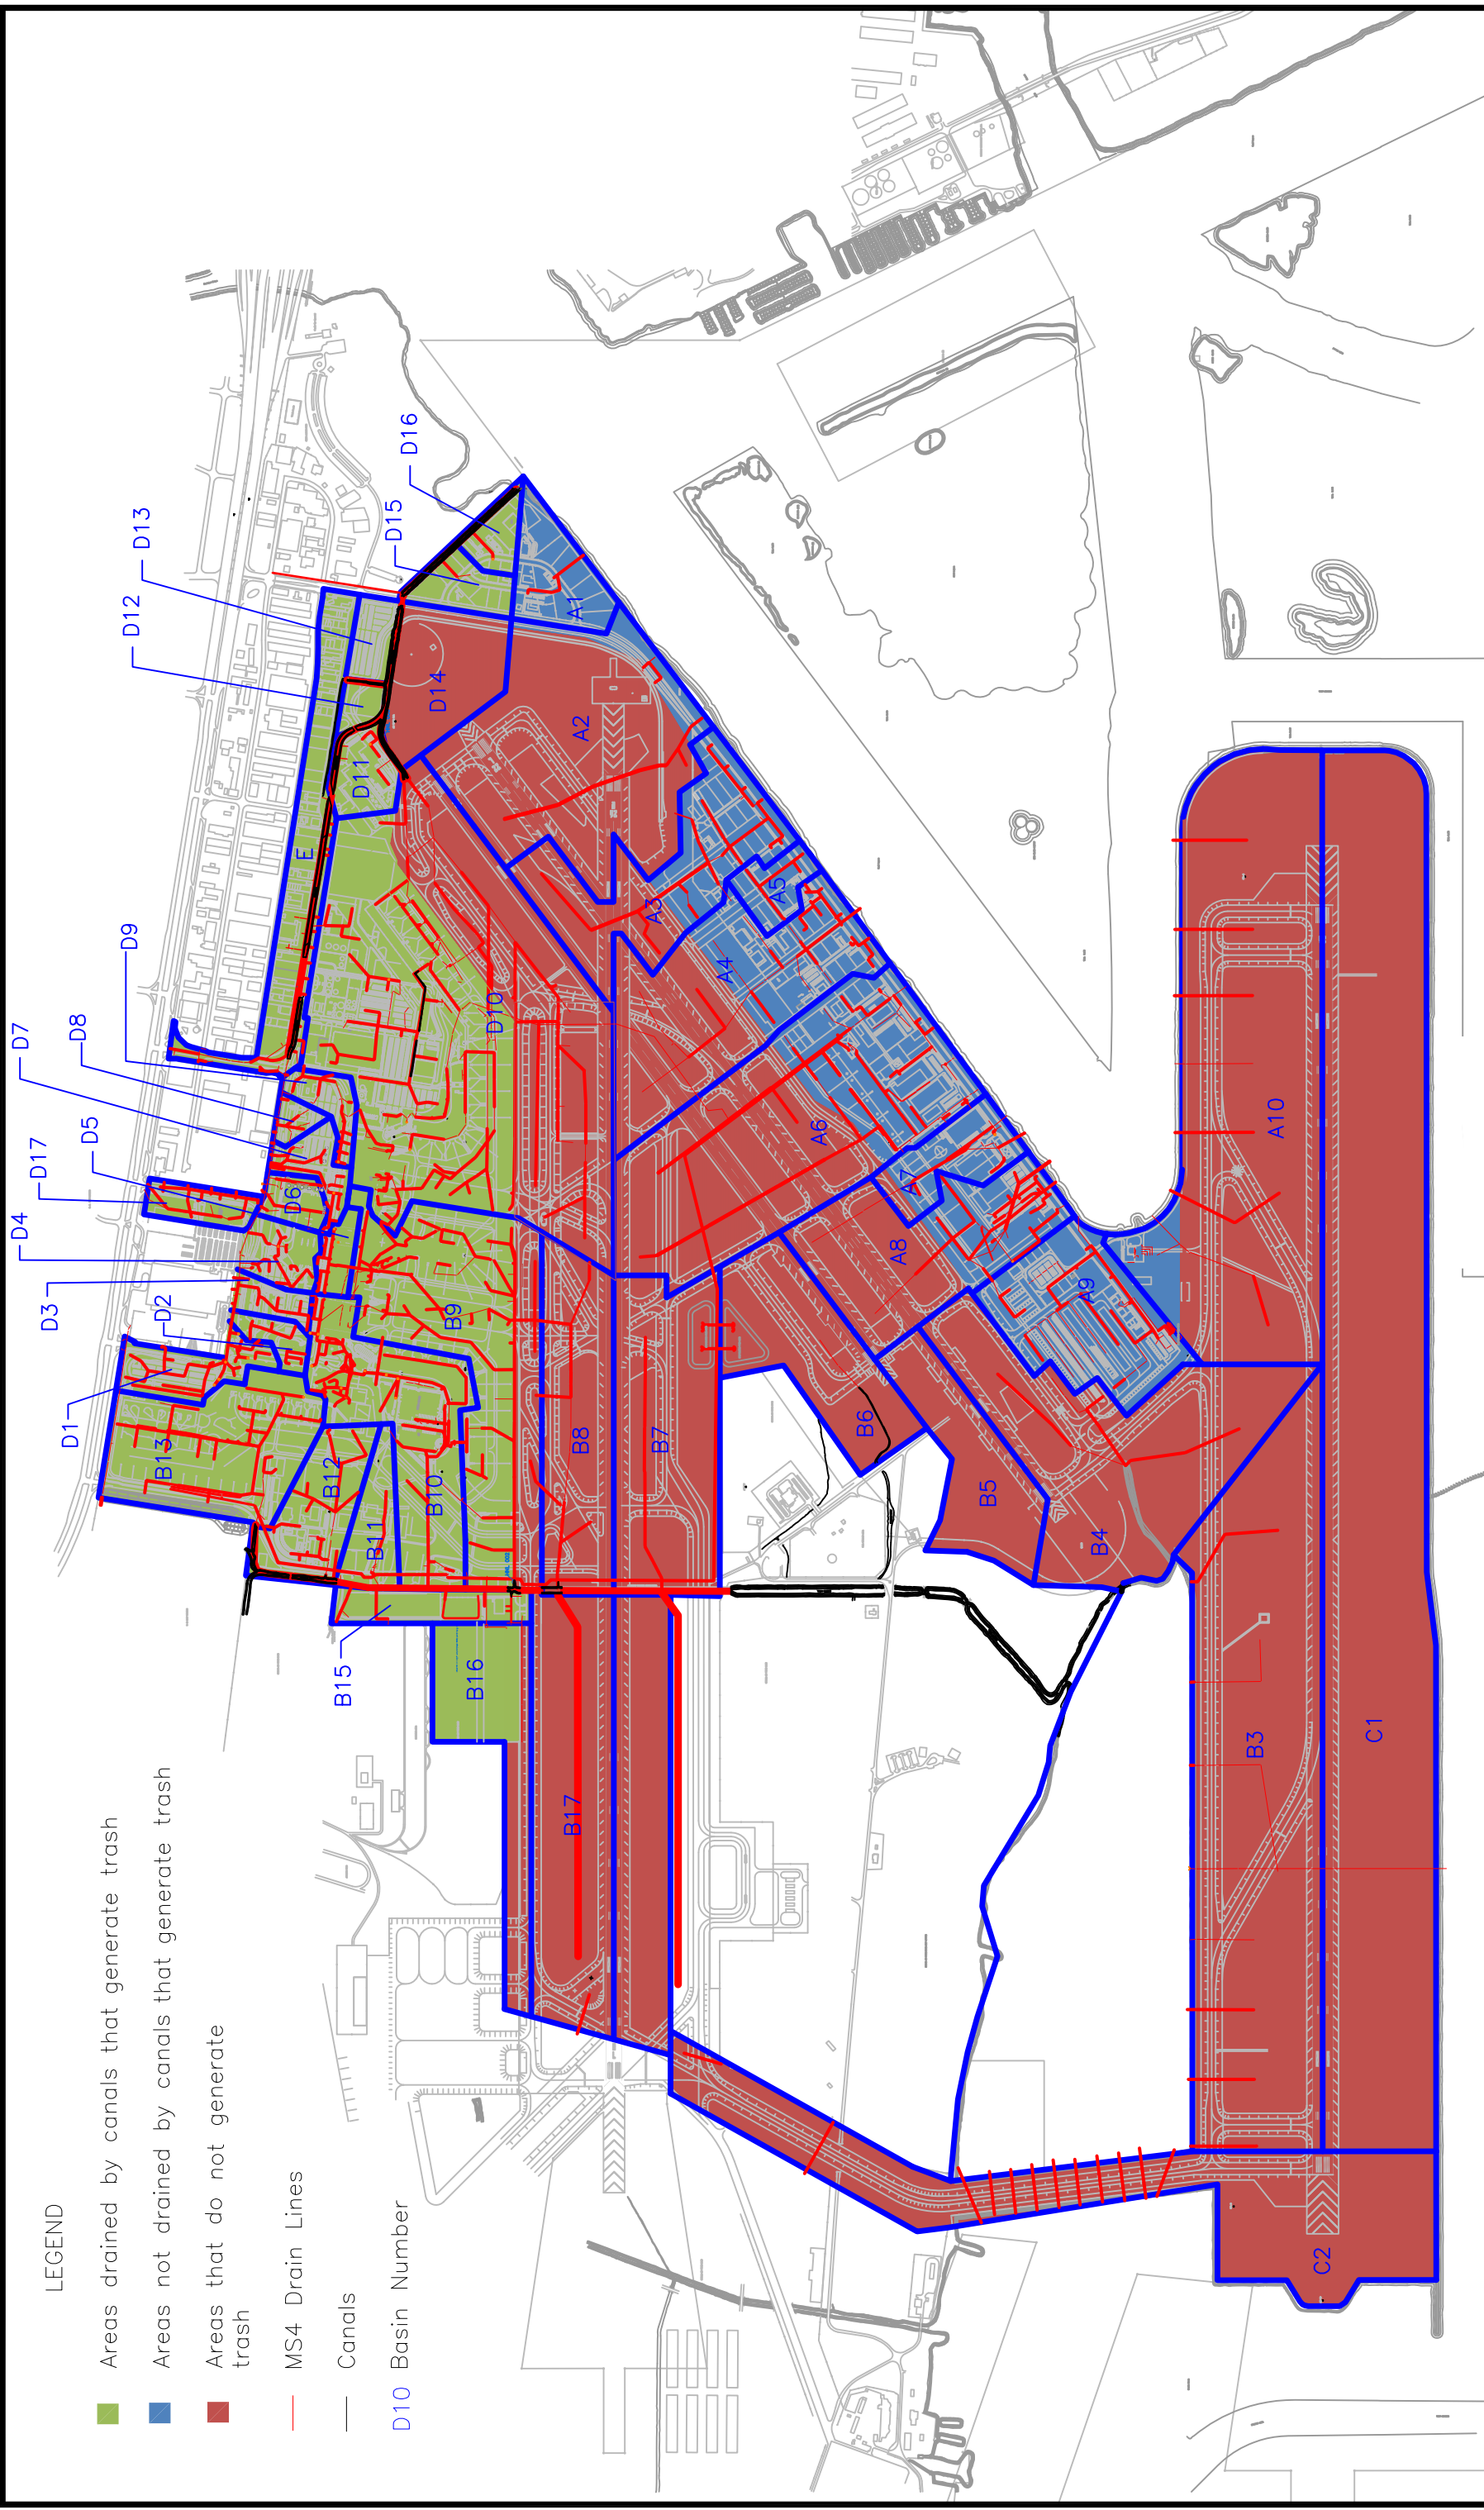 LEGEND
Areas drained by canals that generate trash
Areas not drained by canals that generate trash
Areas that do not generate
trash
MS4 Drain Lines
Canals
D10 Basin Number
D1
D2
D3
D4
D17
D5
D6
D7
D8
D9
E
D10
D11
D12
D13
D14
D15
D16
B13
B12
B11
B10
B9
B15
B16
B17
B8
B7
B6
B5
B4
B3
A1
A2
A3
A4
A5
A6
A7
A8
A9
A10
C1
C2